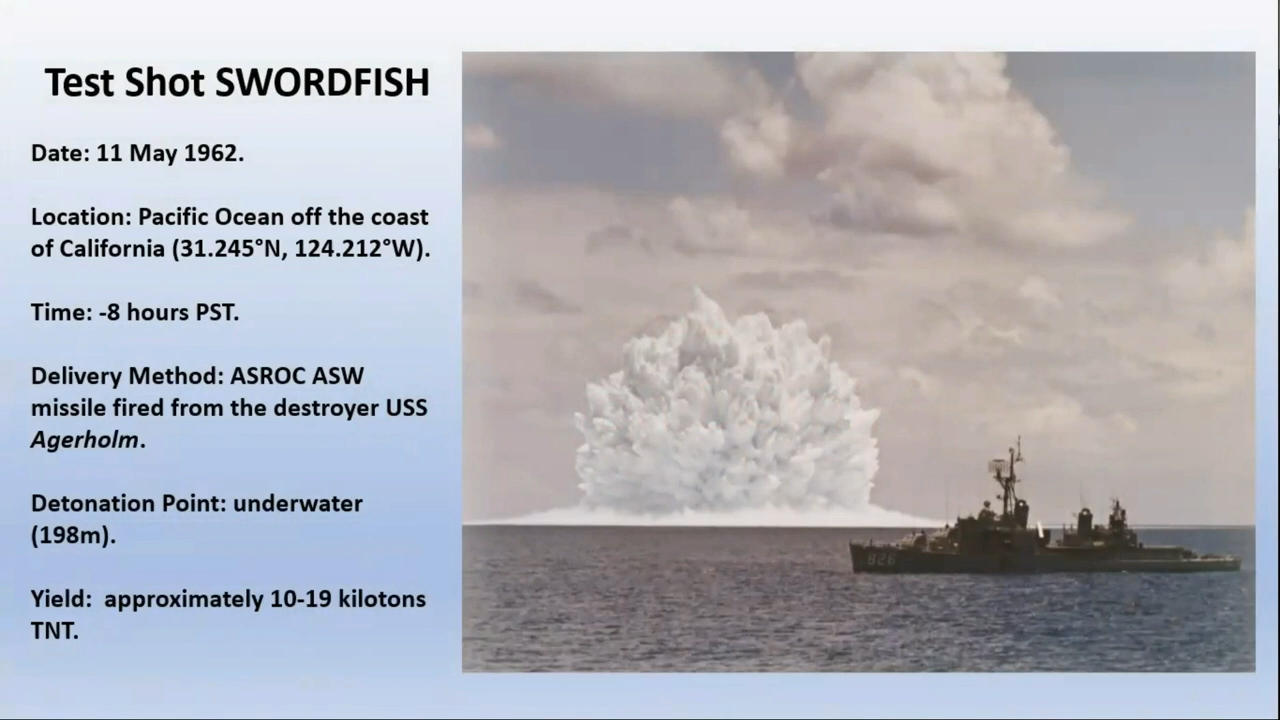 Test Shot SWORDFISH
Date: 11 May 1962.
Location: Pacific Ocean off the coast
of California (31.245°N, 124.212°W).
Time: -8 hours PST.
Delivery Method: ASROC ASW
missile fired from the destroyer USS
Agerholm.
Detonation Point: underwater
(198m).
Yield:  approximately 10-19 kilotons
TNT.
826